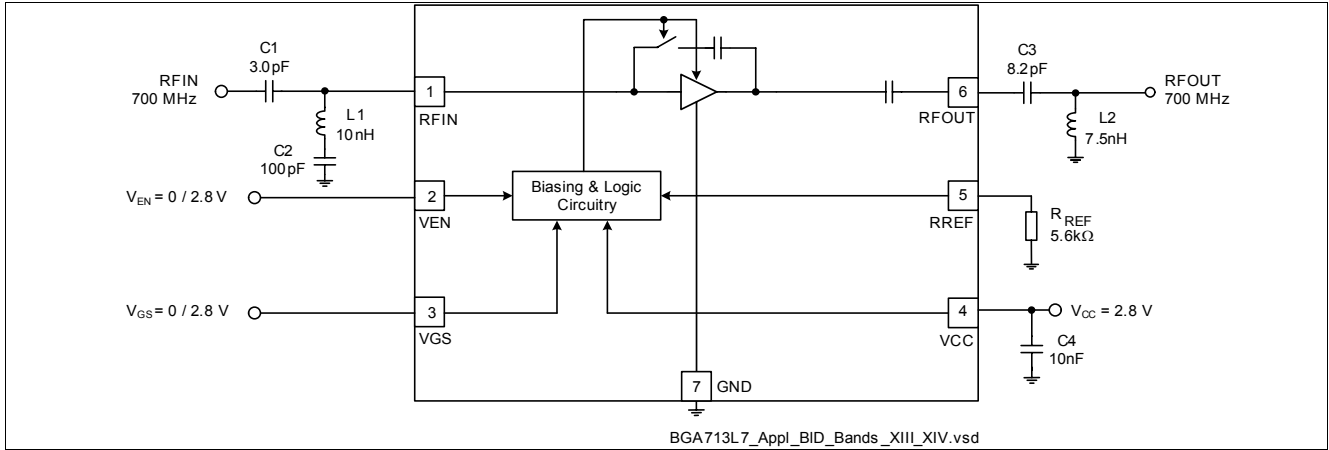 C1
3.0pF
RFIN
700 MHz
L1
10nH
C2
100pF
1
RFIN
VEN = 0 / 2.8 V
2
VEN
VGS = 0 / 2.8 V
3
VGS
Biasing & Logic
Circuitry
7
GND
6
RFOUT
C3
8.2pF
RFOUT
700 MHz
L2
7.5nH
5
RREF
RREF
5.6kΩ
4
VCC
VCC = 2.8 V
C4
10nF
BGA713L7_Appl_BID_Bands_XIII_XIV.vsd